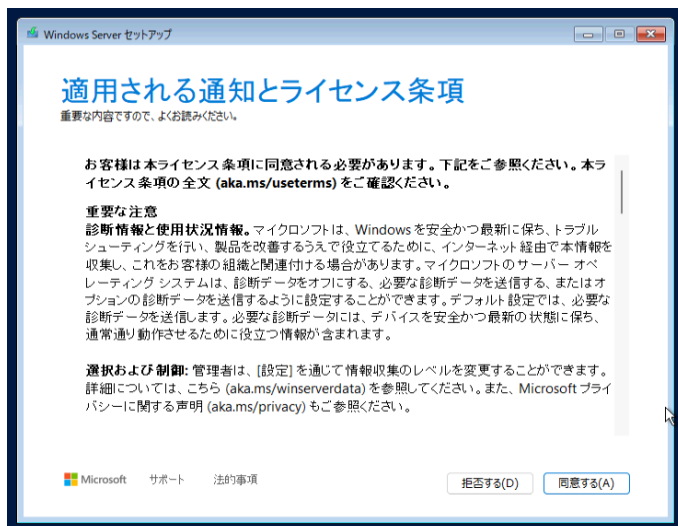 Windows Server セットアップ
適用される通知とライセンス条項
重要な内容ですので、よくお読みください。
お客様は本ライセンス条項に同意される必要があります。下記をご参照ください。本ラ
イセンス条項の全文 (aka.ms/useterms) をご確認ください。
重要な注意
診断情報と使用状況情報。マイクロソフトは、Windows を安全かつ最新に保ち、トラブル
シューティングを行い、製品を改善するうえで役立てるために、インターネット経由で本情報を
収集し、これをお客様の組織と関連付ける場合があります。マイクロソフトのサーバー オペ
レーティング システムは、診断データをオフにする、必要な診断データを送信する、またはオ
プションの診断データを送信するように設定することができます。デフォルト設定では、必要な
診断データを送信します。必要な診断データには、デバイスを安全かつ最新の状態に保ち、
通常通り動作させるために役立つ情報が含まれます。
選択および制御: 管理者は、[設定] を通じて情報収集のレベルを変更することができます。
詳細については、こちら (aka.ms/winserverdata) を参照してください。また、Microsoft プライ
バシーに関する声明 (aka.ms/privacy) もご参照ください。
Microsoft サポート 法的事項 拒否する(D) 同意する(A)